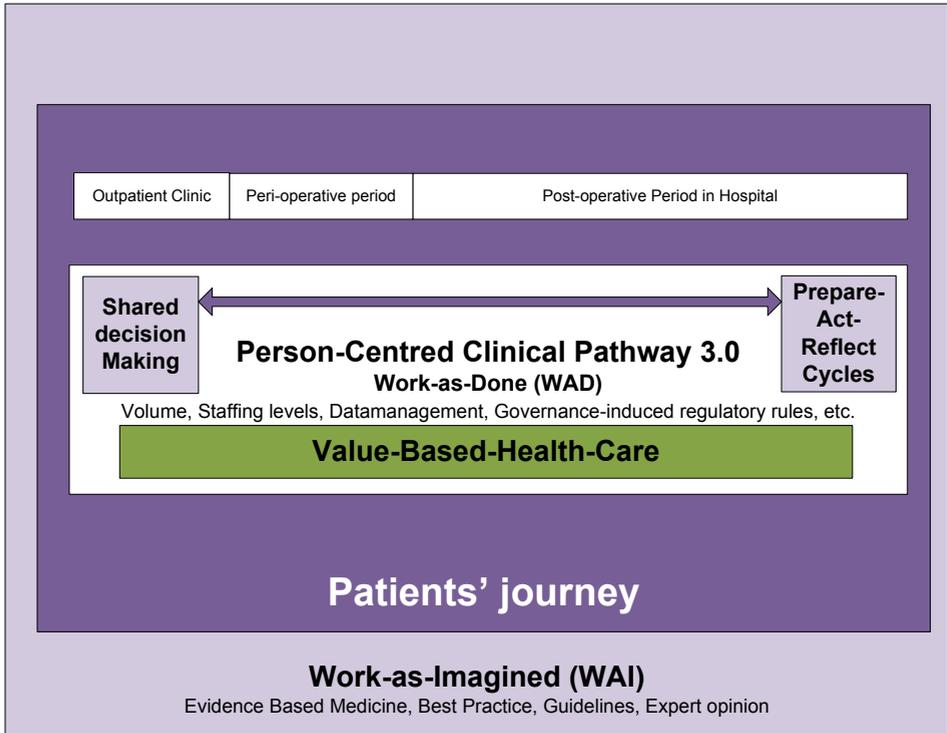 Outpatient Clinic
Peri-operative period
Post-operative Period in Hospital
Shared
decision
Making
Prepare-
Act-
Reflect
Cycles
Person-Centred Clinical Pathway 3.0
Work-as-Done (WAD)
Volume, Staffing levels, Datamanagement, Governance-induced regulatory rules, etc.
Value-Based-Health-Care
Patients’ journey
Work-as-Imagined (WAI)
Evidence Based Medicine, Best Practice, Guidelines, Expert opinion